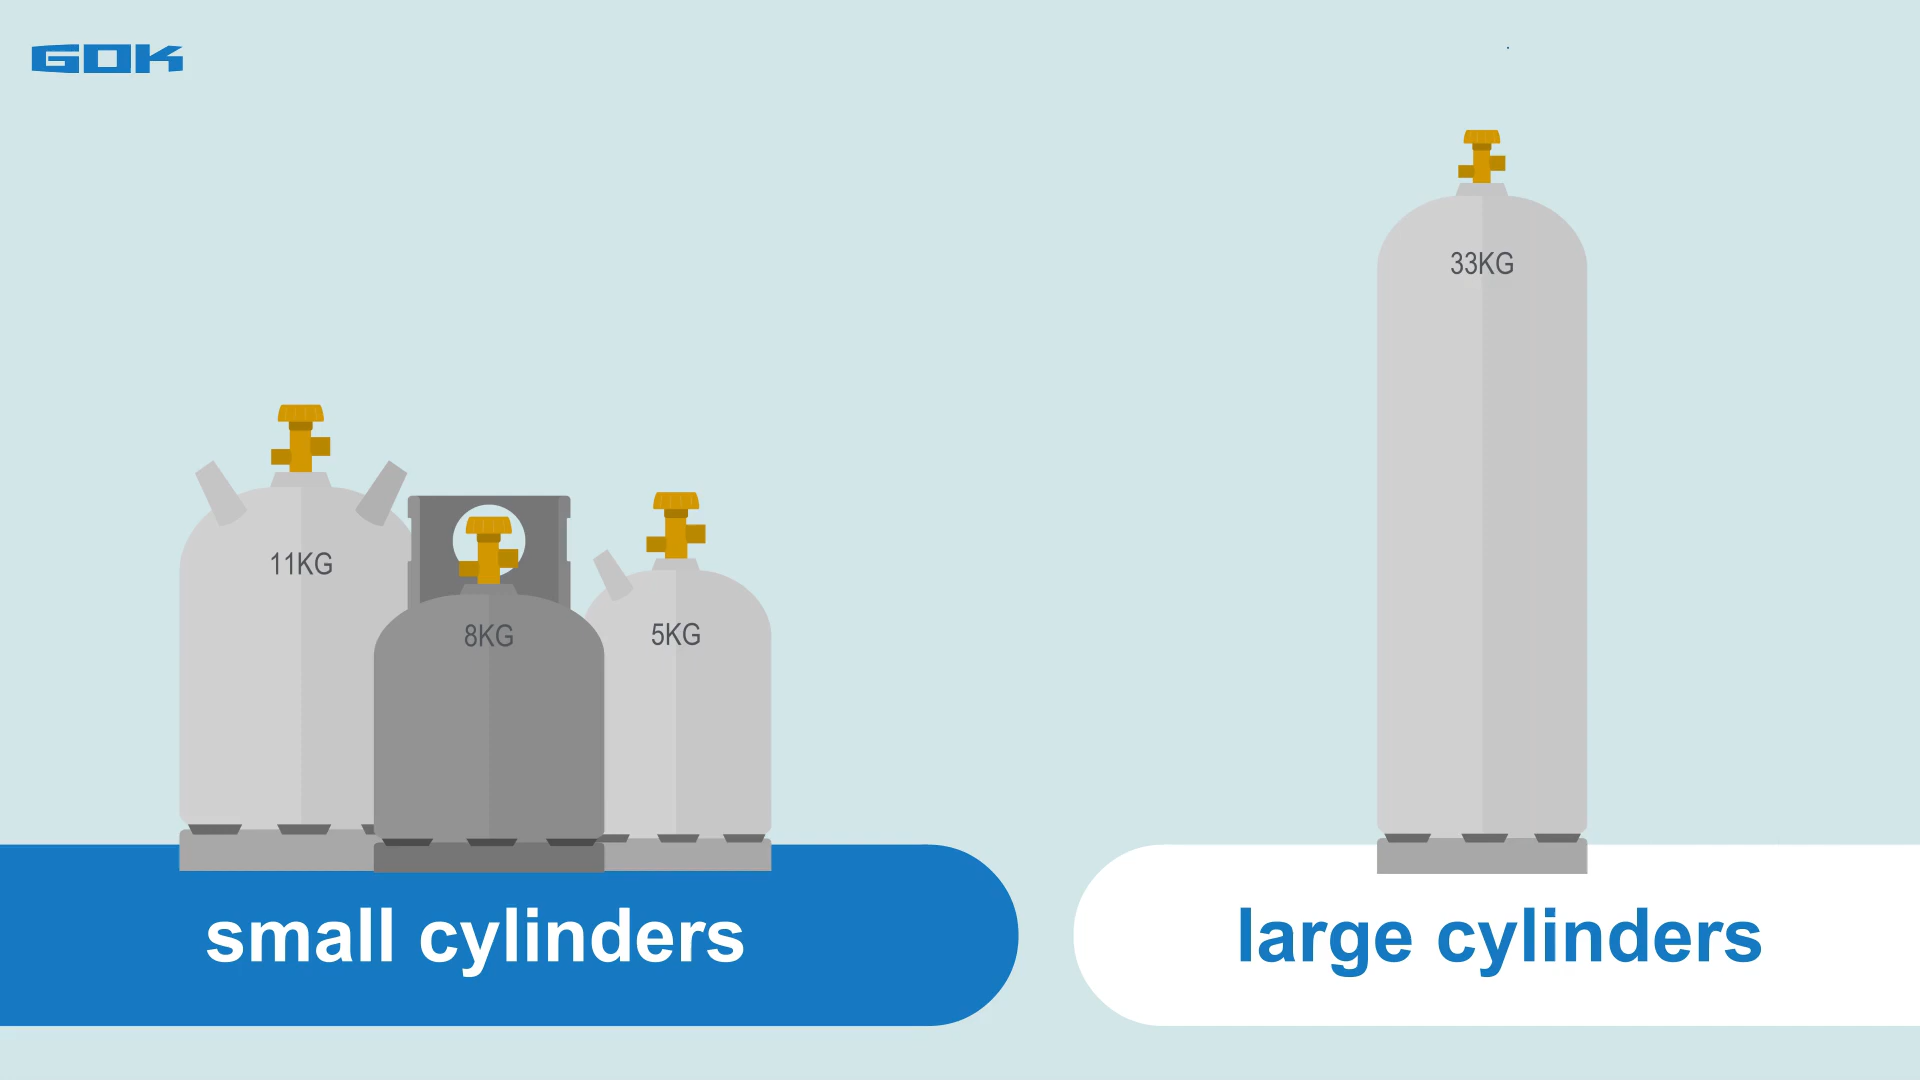 GOK
33KG
11KG
8KG
5KG
small cylinders
large cylinders